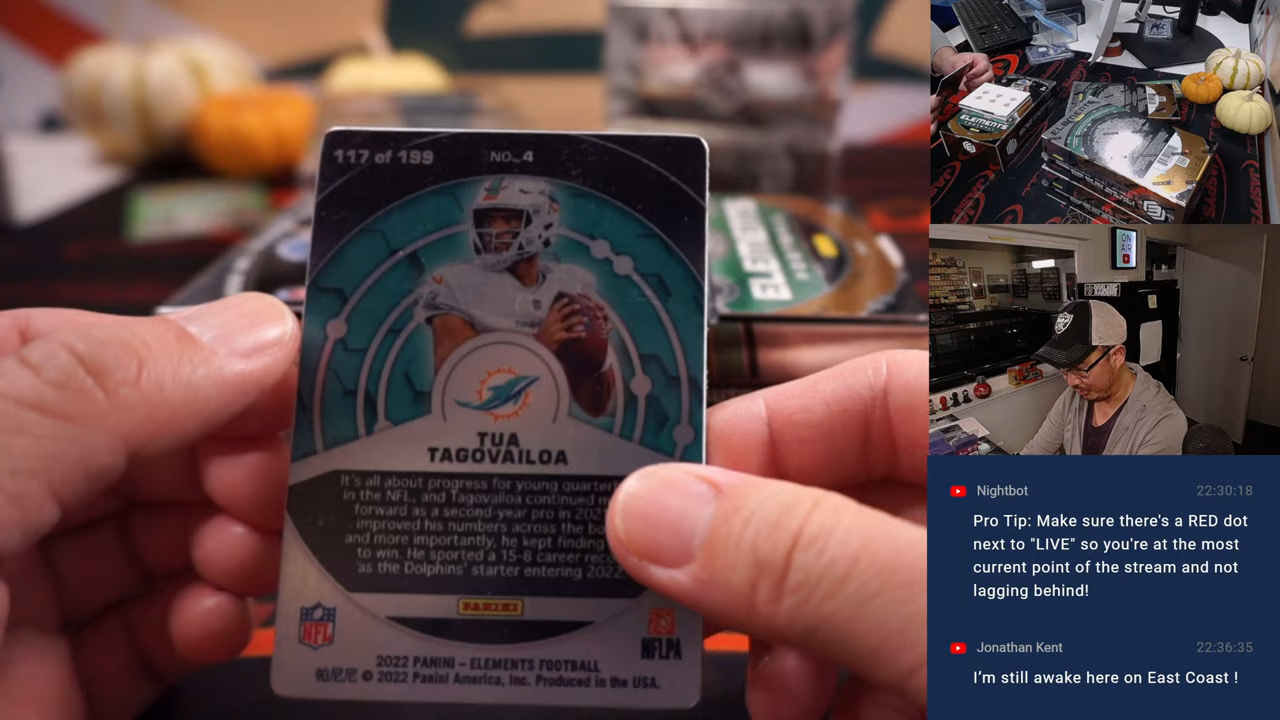 117 of 199 NO. 4
TUA
TAGOVAILOA
It's all about progress for young
in the NFL, and Tagovailoa continued
forward as a second-year pro in
improved his numbers across the
and more importantly, he kept finding
to win. He sported a 15-8 career
as the Dolphins' starter entering 2022.
PANINI
NFL
NFLPA
2022 PANINI – ELEMENTS FOOTBALL
帕尼尼 © 2022 Panini America, Inc. Produced in the USA.
ELEMENTS
ELEMENTS
ON
AIR
Nightbot 22:30:18
Pro Tip: Make sure there's a RED dot
next to "LIVE" so you're at the most
current point of the stream and not
lagging behind!
Jonathan Kent 22:36:35
I'm still awake here on East Coast !